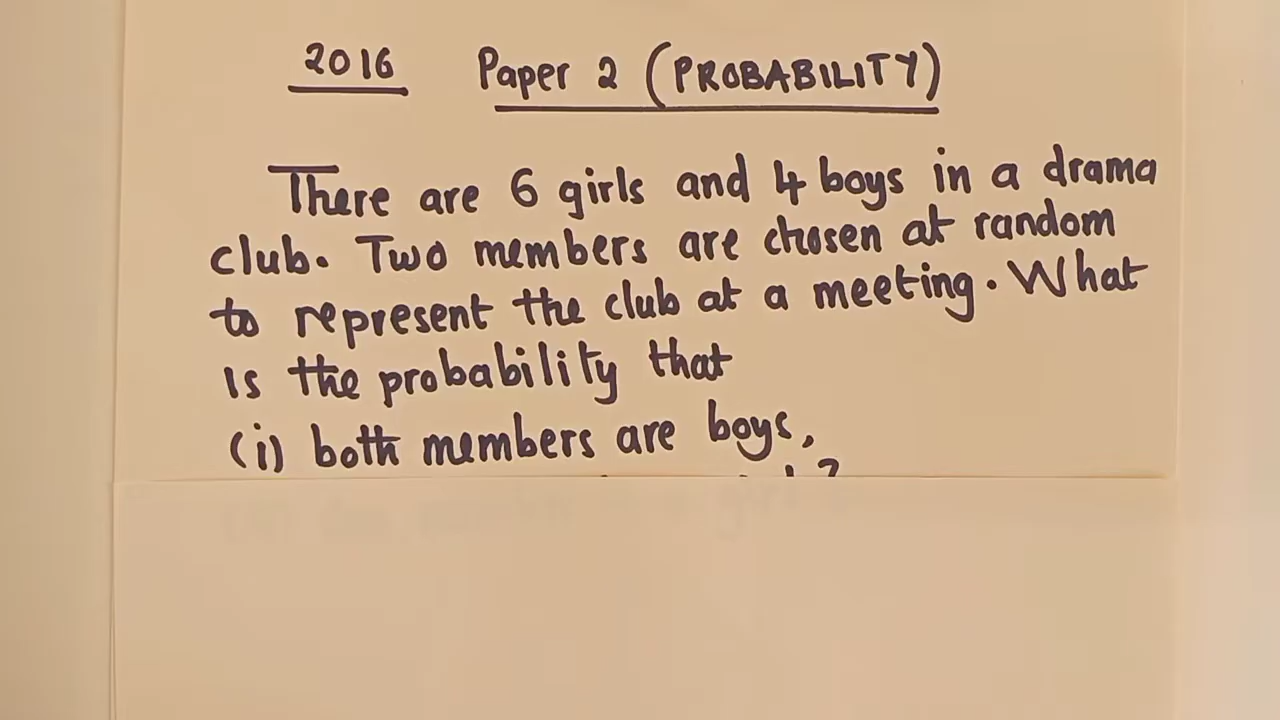 2016 Paper 2 (PROBABILITY)
There are 6 girls and 4 boys in a drama
club. Two members are chosen at random
to represent the club at a meeting. What
is the probability that
(i) both members are boys,